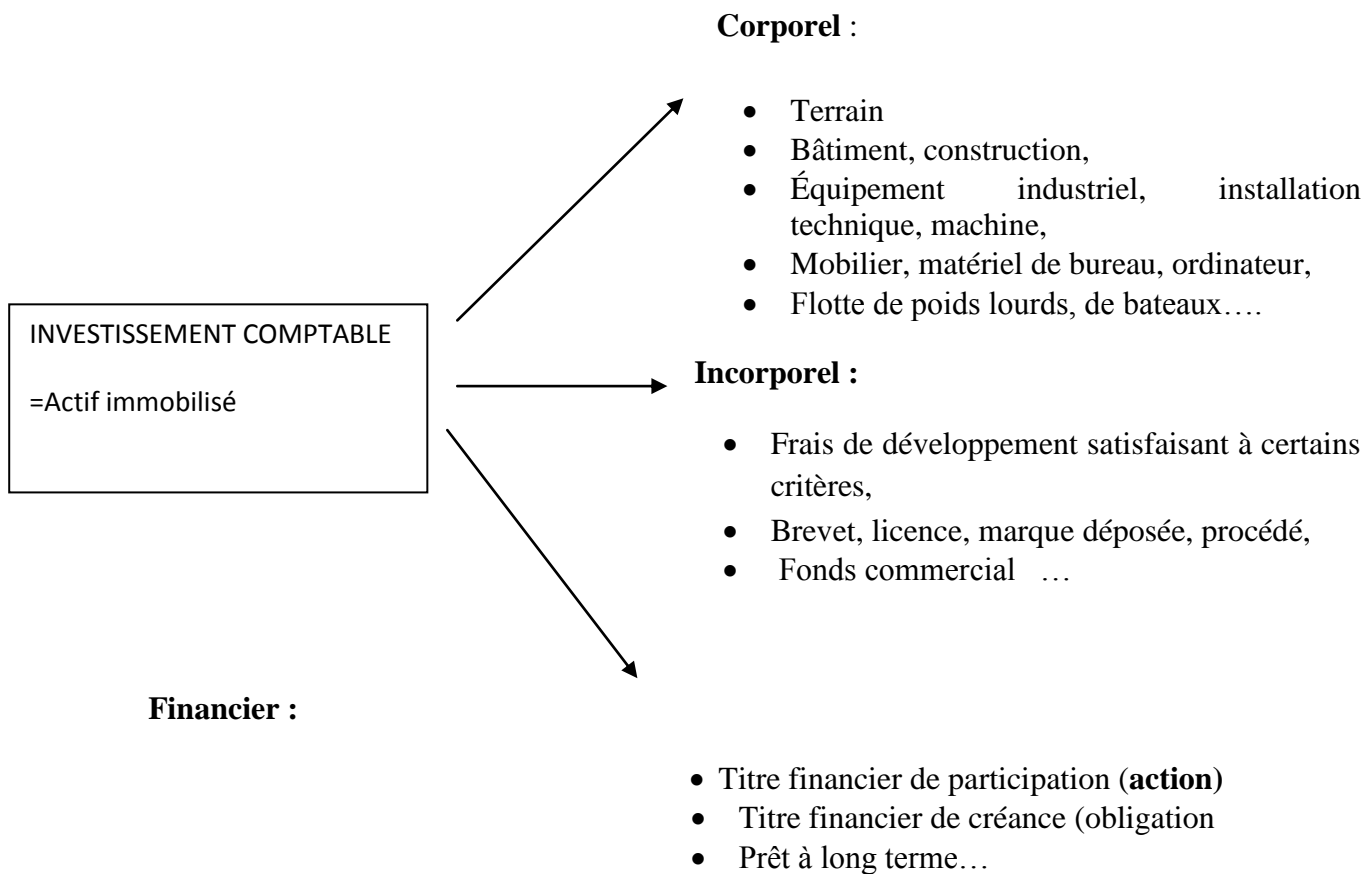 Corporel :
• Terrain
• Bâtiment, construction,
• Équipement industriel, installation
technique, machine,
• Mobilier, matériel de bureau, ordinateur,
• Flotte de poids lourds, de bateaux….
INVESTISSEMENT COMPTABLE
=Actif immobilisé
Incorporel :
• Frais de développement satisfaisant à certains
critères,
• Brevet, licence, marque déposée, procédé,
• Fonds commercial …
Financier :
• Titre financier de participation (action)
• Titre financier de créance (obligation
• Prêt à long terme…